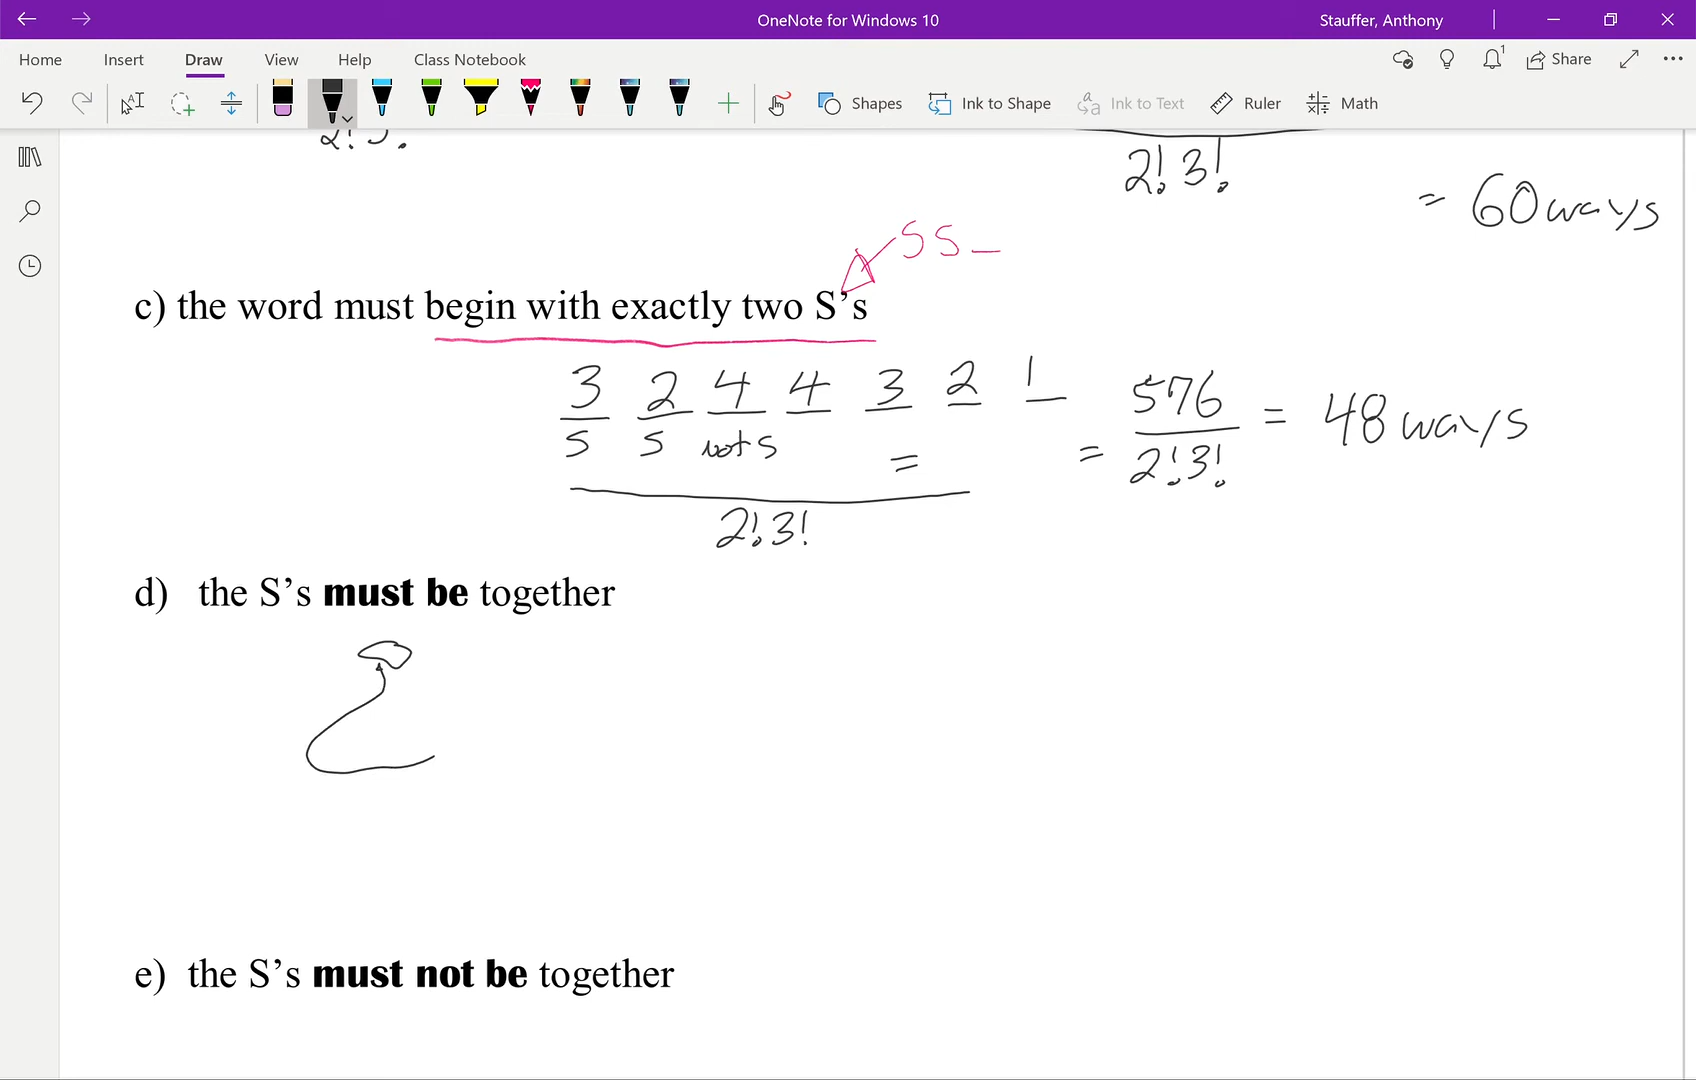 OneNote for Windows 10
Stauffer, Anthony
Home Insert Draw View Help Class Notebook
1
Share
Shapes Ink to Shape Ink to Text Ruler Math
2! 3!
2! 3!
= 60 ways
S S _
c) the word must begin with exactly two S's
3 2 4 4 3 2 1
S S not S
=
2! 3!
= 576 / 2! 3! = 48 ways
d) the S's must be together
e) the S's must not be together